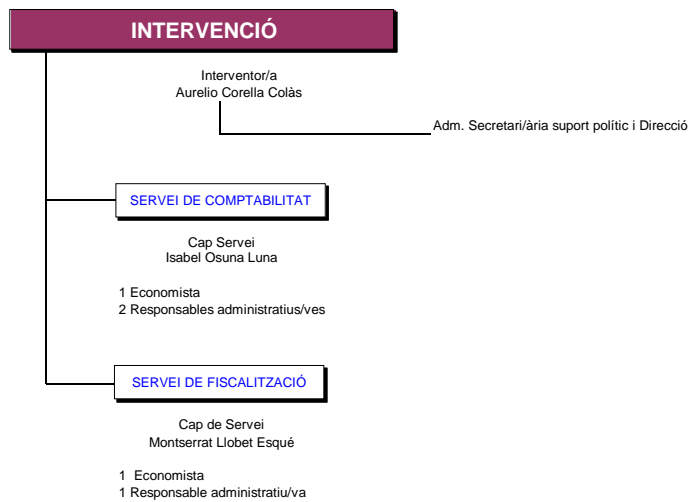 INTERVENCIÓ
Interventor/a
Aurelio Corella Colàs
Adm. Secretari/ària suport polític i Direcció
SERVEI DE COMPTABILITAT
Cap Servei
Isabel Osuna Luna
1 Economista
2 Responsables administratius/ves
SERVEI DE FISCALITZACIÓ
Cap de Servei
Montserrat Llobet Esqué
1 Economista
1 Responsable administratiu/va